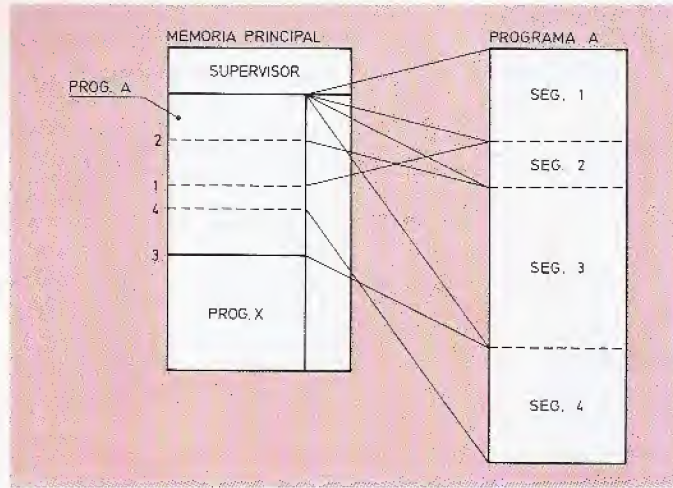 MEMORIA PRINCIPAL
SUPERVISOR
PROG. A
2
1
4
3
PROG. X
PROGRAMA A
SEG. 1
SEG. 2
SEG. 3
SEG. 4